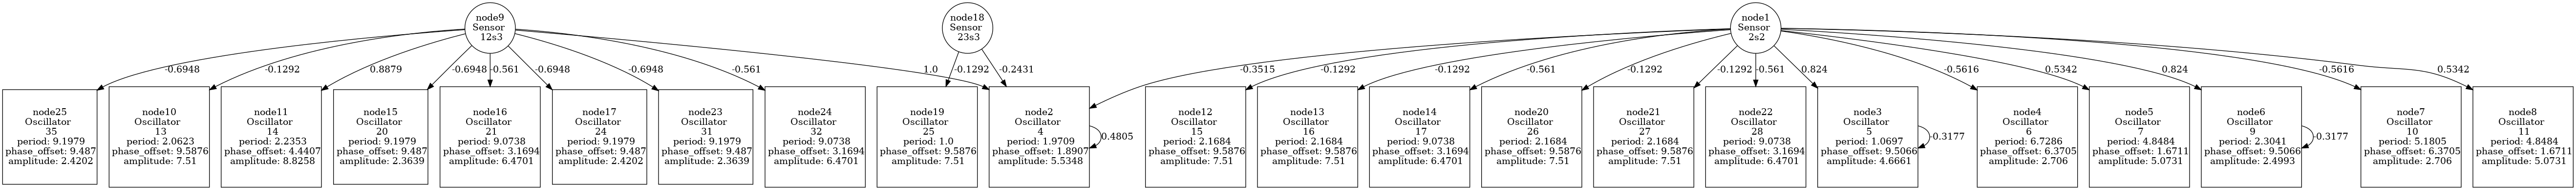 node9
Sensor
12s3
node18
Sensor
23s3
node1
Sensor
2s2
-0.6948
-0.1292
0.8879
-0.6948
-0.561
-0.6948
-0.6948
-0.561
1.0
-0.1292
-0.2431
-0.3515
-0.1292
-0.1292
-0.561
-0.1292
-0.1292
-0.561
0.824
-0.5616
0.5342
0.824
-0.5616
0.5342
node25
Oscillator
35
period: 9.1979
phase_offset: 9.487
amplitude: 2.4202
node10
Oscillator
13
period: 2.0623
phase_offset: 9.5876
amplitude: 7.51
node11
Oscillator
14
period: 2.2353
phase_offset: 4.4407
amplitude: 8.8258
node15
Oscillator
20
period: 9.1979
phase_offset: 9.487
amplitude: 2.3639
node16
Oscillator
21
period: 9.0738
phase_offset: 3.1694
amplitude: 6.4701
node17
Oscillator
24
period: 9.1979
phase_offset: 9.487
amplitude: 2.4202
node23
Oscillator
31
period: 9.1979
phase_offset: 9.487
amplitude: 2.3639
node24
Oscillator
32
period: 9.0738
phase_offset: 3.1694
amplitude: 6.4701
node19
Oscillator
25
period: 1.0
phase_offset: 9.5876
amplitude: 7.51
node2
Oscillator
4
period: 1.9709
phase_offset: 1.8907
amplitude: 5.5348
0.4805
node12
Oscillator
15
period: 2.1684
phase_offset: 9.5876
amplitude: 7.51
node13
Oscillator
16
period: 2.1684
phase_offset: 9.5876
amplitude: 7.51
node14
Oscillator
17
period: 9.0738
phase_offset: 3.1694
amplitude: 6.4701
node20
Oscillator
26
period: 2.1684
phase_offset: 9.5876
amplitude: 7.51
node21
Oscillator
27
period: 2.1684
phase_offset: 9.5876
amplitude: 7.51
node22
Oscillator
28
period: 9.0738
phase_offset: 3.1694
amplitude: 6.4701
node3
Oscillator
5
period: 1.0697
phase_offset: 9.5066
amplitude: 4.6661
-0.3177
node4
Oscillator
6
period: 6.7286
phase_offset: 6.3705
amplitude: 2.706
node5
Oscillator
7
period: 4.8484
phase_offset: 1.6711
amplitude: 5.0731
node6
Oscillator
9
period: 2.3041
phase_offset: 9.5066
amplitude: 2.4993
-0.3177
node7
Oscillator
10
period: 5.1805
phase_offset: 6.3705
amplitude: 2.706
node8
Oscillator
11
period: 4.8484
phase_offset: 1.6711
amplitude: 5.0731